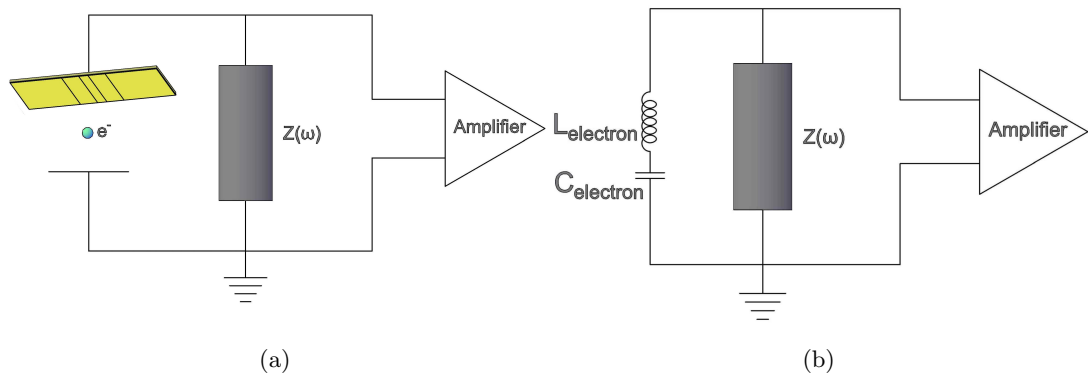 e⁻
Z(ω)
Amplifier
L_electron
C_electron
Z(ω)
Amplifier
(a)
(b)